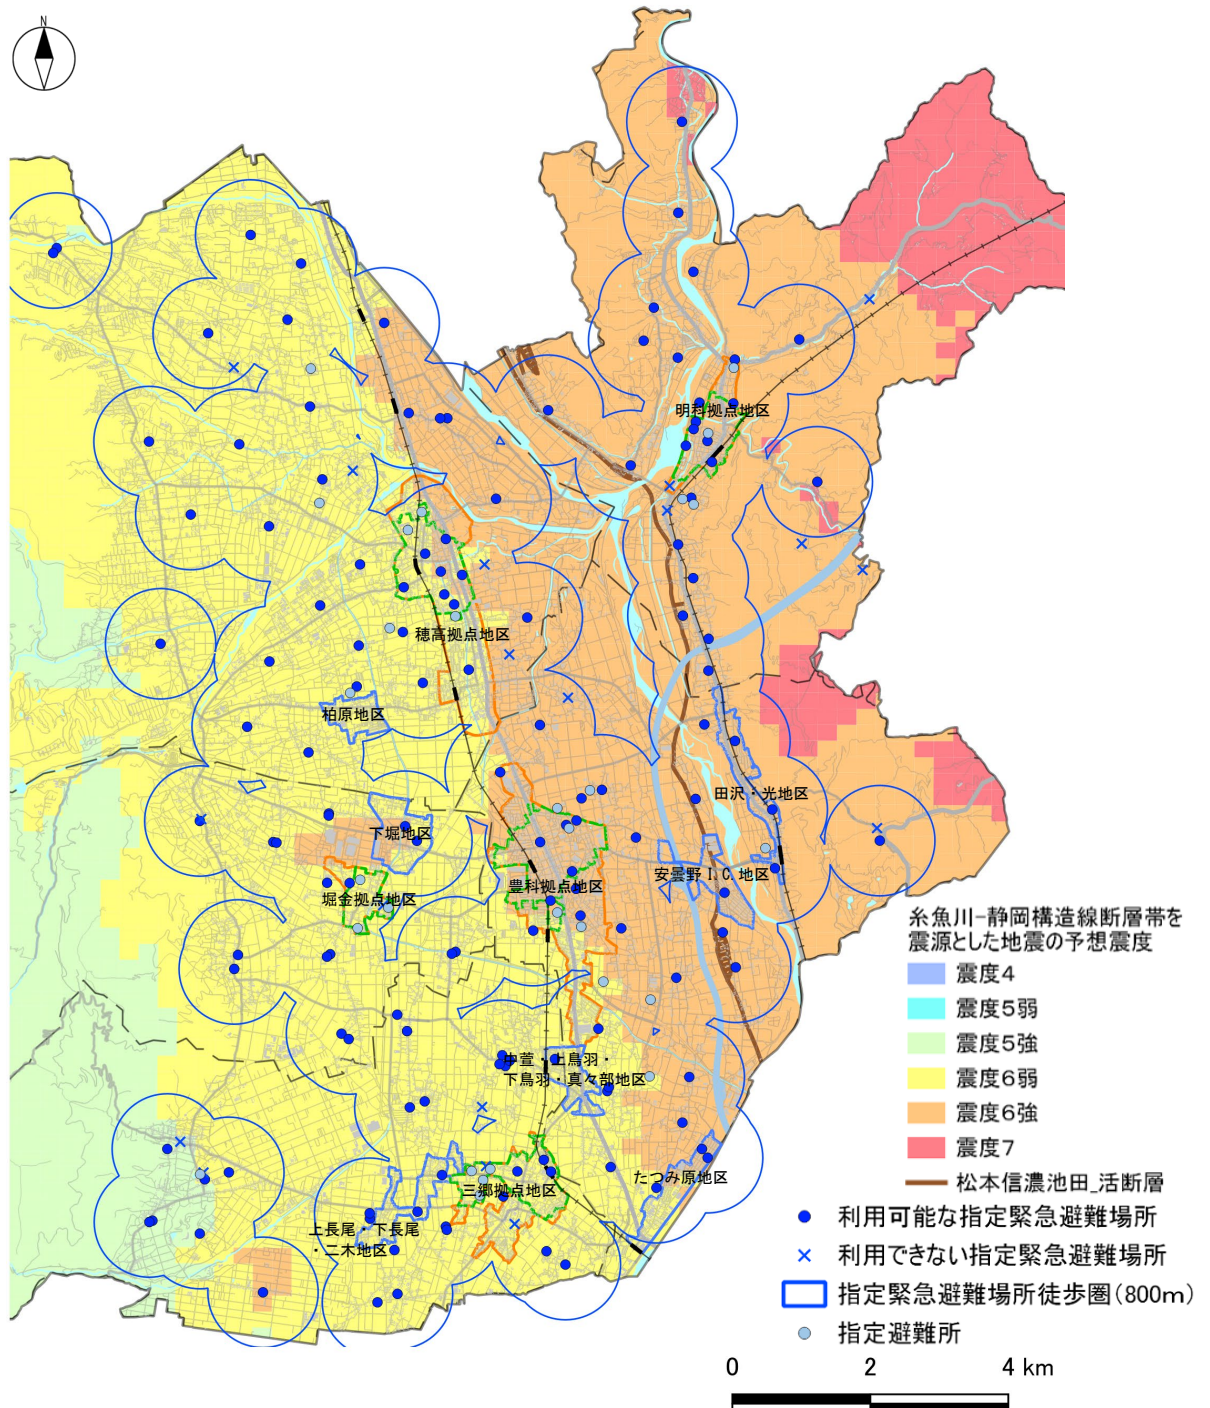 N
明科拠点地区
穂高拠点地区
柏原地区
田沢・光地区
下堀地区
安曇野I.C.地区
豊科拠点地区
堀金拠点地区
中萱・上鳥羽・
下鳥羽・真々部地区
たつみ原地区
三郷拠点地区
上長尾・下長尾
・二木地区
糸魚川-静岡構造線断層帯を
震源とした地震の予想震度
震度4
震度5弱
震度5強
震度6弱
震度6強
震度7
松本信濃池田_活断層
利用可能な指定緊急避難場所
利用できない指定緊急避難場所
指定緊急避難場所徒歩圏(800m)
指定避難所
0 2 4 km